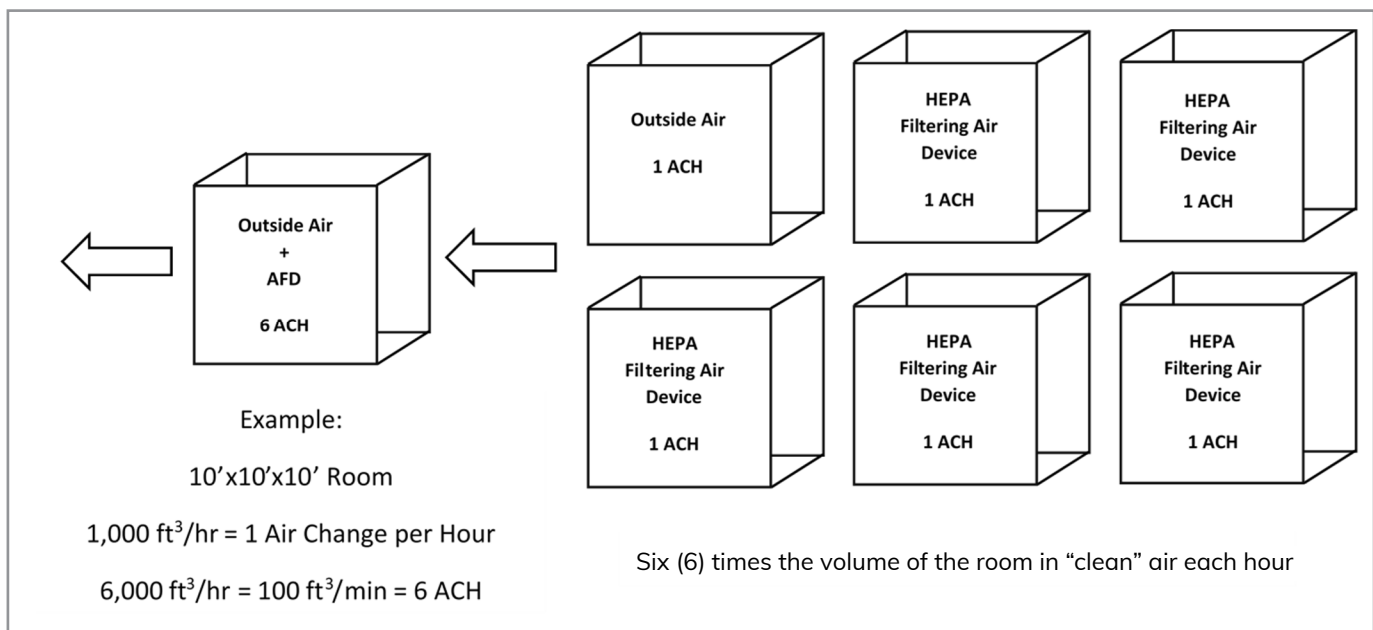 Outside Air
+
AFD
6 ACH
Example:
10’x10’x10’ Room
1,000 ft³/hr = 1 Air Change per Hour
6,000 ft³/hr = 100 ft³/min = 6 ACH
Outside Air
1 ACH
HEPA
Filtering Air
Device
1 ACH
HEPA
Filtering Air
Device
1 ACH
HEPA
Filtering Air
Device
1 ACH
HEPA
Filtering Air
Device
1 ACH
HEPA
Filtering Air
Device
1 ACH
Six (6) times the volume of the room in “clean” air each hour